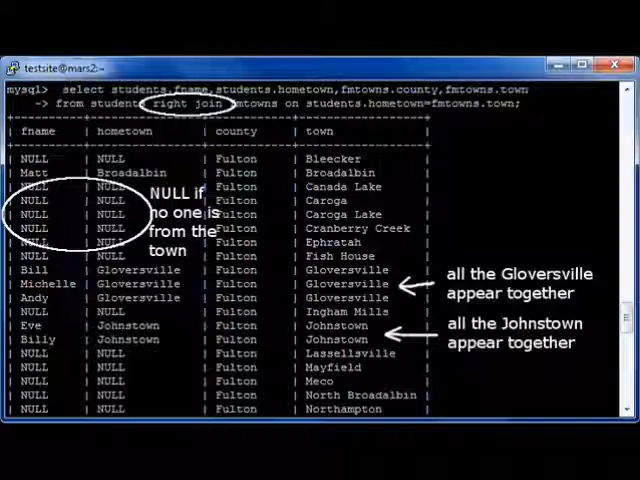 testsite@mars2:~
mysql> select students.fname,students.hometown,fmtowns.county,fmtowns.town
-> from students right join fmtowns on students.hometown=fmtowns.town;
| fname | hometown | county | town |
| NULL | NULL | Fulton | Bleecker |
| Matt | Broadalbin | Fulton | Broadalbin |
| NULL | NULL | Fulton | Canada Lake |
| NULL | NULL | Fulton | Caroga |
| NULL | NULL | Fulton | Caroga Lake |
| NULL | NULL | Fulton | Cranberry Creek |
| NULL | NULL | Fulton | Ephratah |
| NULL | NULL | Fulton | Fish House |
| Bill | Gloversville | Fulton | Gloversville |
| Michelle | Gloversville | Fulton | Gloversville |
| Andy | Gloversville | Fulton | Gloversville |
| NULL | NULL | Fulton | Ingham Mills |
| Eve | Johnstown | Fulton | Johnstown |
| Billy | Johnstown | Fulton | Johnstown |
| NULL | NULL | Fulton | Lassellsville |
| NULL | NULL | Fulton | Mayfield |
| NULL | NULL | Fulton | Meco |
| NULL | NULL | Fulton | North Broadalbin |
| NULL | NULL | Fulton | Northampton |
NULL if
no one is
from the
town
all the Gloversville
appear together
all the Johnstown
appear together